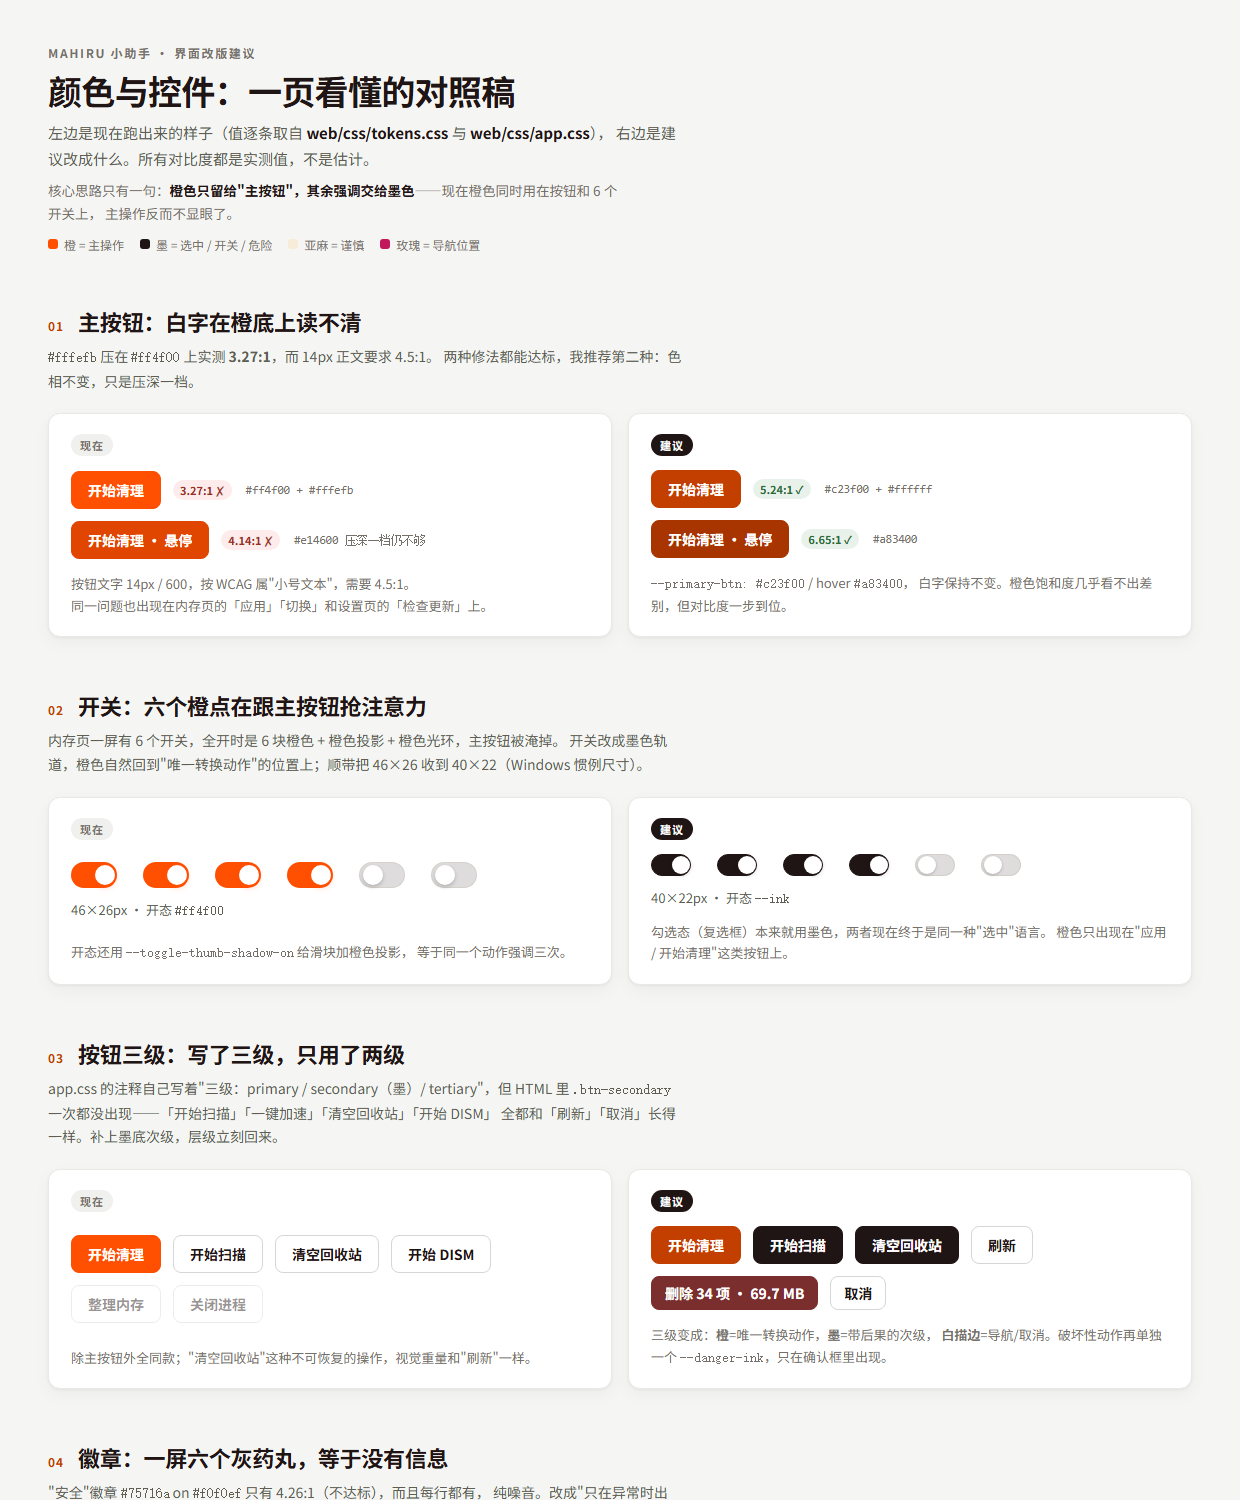 MAHIRU 小助手 · 界面改版建议
颜色与控件：一页看懂的对照稿
左边是现在跑出来的样子（值逐条取自 web/css/tokens.css 与 web/css/app.css），右边是建
议改成什么。所有对比度都是实测值，不是估计。
核心思路只有一句：橙色只留给"主按钮"，其余强调交给墨色——现在橙色同时用在按钮和 6 个
开关上，主操作反而不显眼了。
橙 = 主操作 墨 = 选中 / 开关 / 危险 亚麻 = 谨慎 玫瑰 = 导航位置
01 主按钮：白字在橙底上读不清
#fffefb 压在 #ff4f00 上实测 3.27:1，而 14px 正文要求 4.5:1。 两种修法都能达标，我推荐第二种：色
相不变，只是压深一档。
现在
开始清理 3.27:1 ✗ #ff4f00 + #fffefb
开始清理 · 悬停 4.14:1 ✗ #e14600 压深一档仍不够
按钮文字 14px / 600，按 WCAG 属"小号文本"，需要 4.5:1。
同一问题也出现在内存页的「应用」「切换」和设置页的「检查更新」上。
建议
开始清理 5.24:1 ✓ #c23f00 + #ffffff
开始清理 · 悬停 6.65:1 ✓ #a83400
--primary-btn: #c23f00 / hover #a83400， 白字保持不变。橙色饱和度几乎看不出差
别，但对比度一步到位。
02 开关：六个橙点在跟主按钮抢注意力
内存页一屏有 6 个开关，全开时是 6 块橙色 + 橙色投影 + 橙色光环，主按钮被淹掉。 开关改成墨色轨
道，橙色自然回到"唯一转换动作"的位置上；顺带把 46×26 收到 40×22（Windows 惯例尺寸）。
现在
46×26px · 开态 #ff4f00
开态还用 --toggle-thumb-shadow-on 给滑块加橙色投影， 等于同一个动作强调三次。
建议
40×22px · 开态 --ink
勾选态（复选框）本来就用墨色，两者现在终于是同一种"选中"语言。 橙色只出现在"应用
/ 开始清理"这类按钮上。
03 按钮三级：写了三级，只用了两级
app.css 的注释自己写着"三级：primary / secondary（墨）/ tertiary"，但 HTML 里 .btn-secondary
一次都没出现——「开始扫描」「一键加速」「清空回收站」「开始 DISM」 全都和「刷新」「取消」长得
一样。补上墨底次级，层级立刻回来。
现在
开始清理 开始扫描 清空回收站 开始 DISM
整理内存 关闭进程
除主按钮外全同款；"清空回收站"这种不可恢复的操作，视觉重量和"刷新"一样。
建议
开始清理 开始扫描 清空回收站 刷新
删除 34 项 · 69.7 MB 取消
三级变成：橙=唯一转换动作，墨=带后果的次级， 白描边=导航/取消。破坏性动作再单独
一个 --danger-ink，只在确认框里出现。
04 徽章：一屏六个灰药丸，等于没有信息
"安全"徽章 #75716a on #f0f0ef 只有 4.26:1（不达标），而且每行都有， 纯噪音。改成"只在异常时出